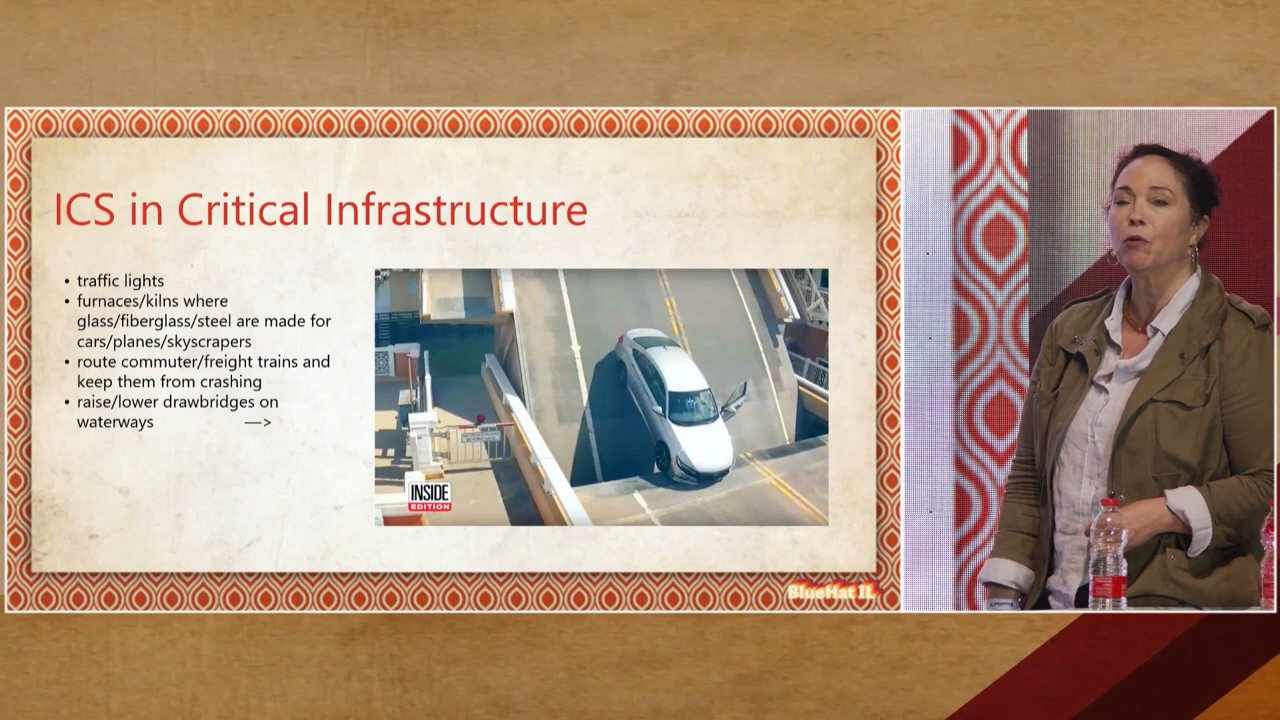 ICS in Critical Infrastructure
• traffic lights
• furnaces/kilns where
glass/fiberglass/steel are made for
cars/planes/skyscrapers
• route commuter/freight trains and
keep them from crashing
• raise/lower drawbridges on
waterways —>
INSIDE
EDITION
BlueHat IL